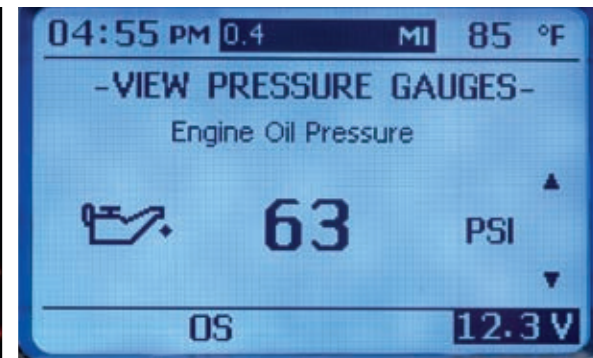 04:55 PM 0.4 MI 85 °F
-VIEW PRESSURE GAUGES-
Engine Oil Pressure
63 PSI
OS 12.3 V